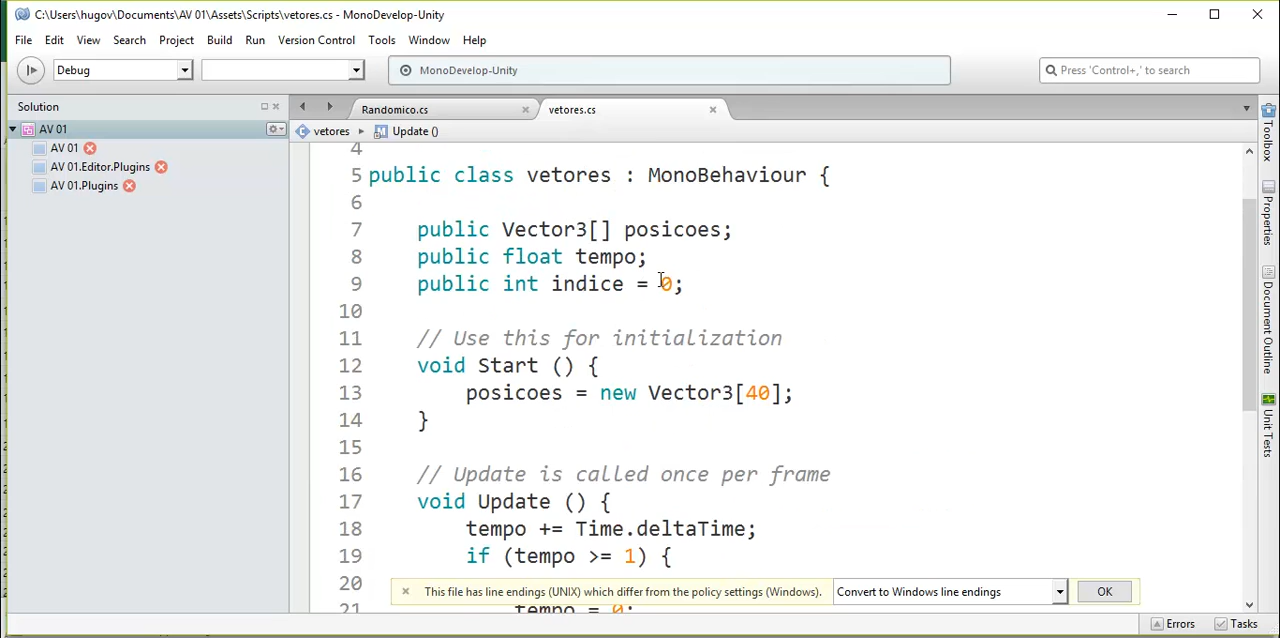 C:\Users\hugov\Documents\AV 01\Assets\Scripts\vetores.cs - MonoDevelop-Unity
File Edit View Search Project Build Run Version Control Tools Window Help
Debug
MonoDevelop-Unity
Press 'Control+,' to search
Solution
Randomico.cs
vetores.cs
AV 01
vetores
Update ()
AV 01
AV 01.Editor.Plugins
AV 01.Plugins
4
5 public class vetores : MonoBehaviour {
6
7 public Vector3[] posicoes;
8 public float tempo;
9 public int indice = 0;
10
11 // Use this for initialization
12 void Start () {
13 posicoes = new Vector3[40];
14 }
15
16 // Update is called once per frame
17 void Update () {
18 tempo += Time.deltaTime;
19 if (tempo >= 1) {
20
This file has line endings (UNIX) which differ from the policy settings (Windows).
Convert to Windows line endings
OK
21 tempo = 0;
Toolbox
Properties
Document Outline
Unit Tests
Errors
Tasks